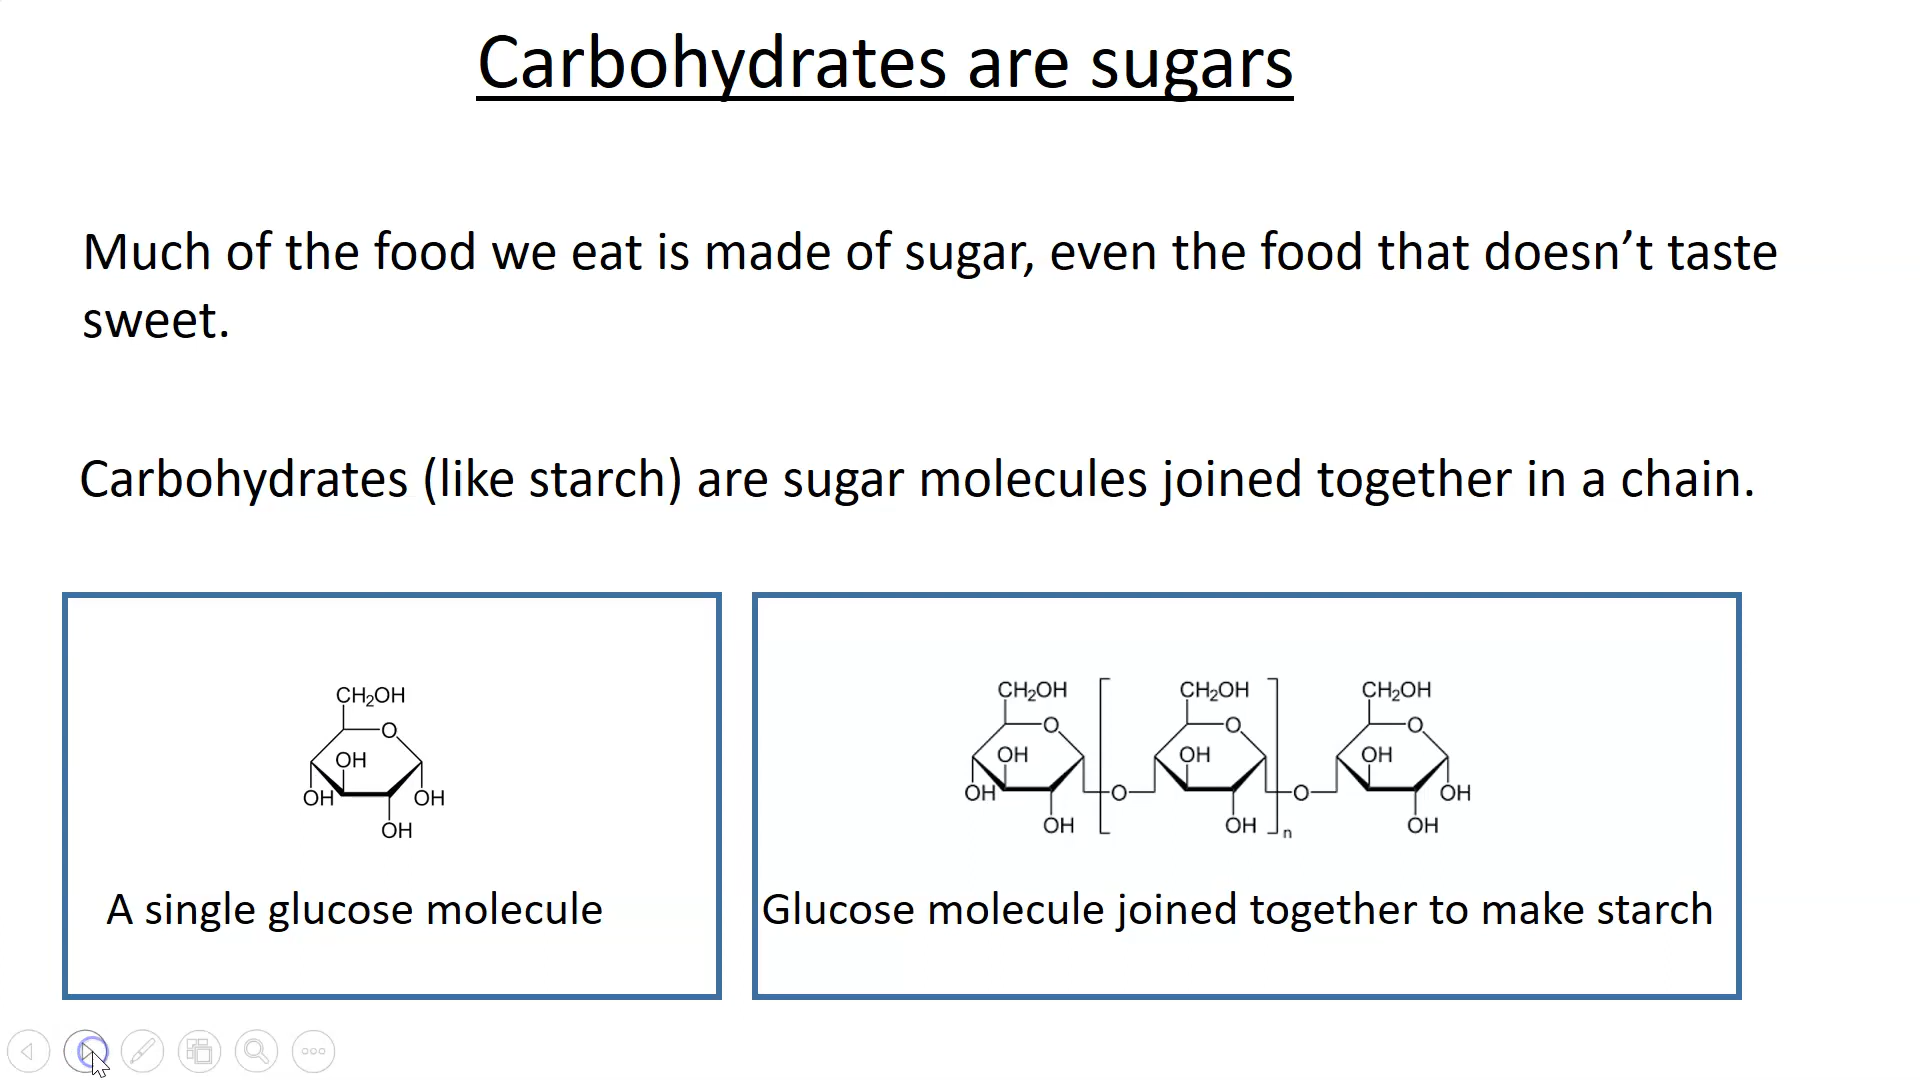 Carbohydrates are sugars
Much of the food we eat is made of sugar, even the food that doesn’t taste
sweet.
Carbohydrates (like starch) are sugar molecules joined together in a chain.
CH₂OH
O
OH
OH
OH
OH
A single glucose molecule
CH₂OH
CH₂OH
CH₂OH
O
O
O
OH
OH
OH
OH
O
O
OH
OH
OH
n
OH
Glucose molecule joined together to make starch